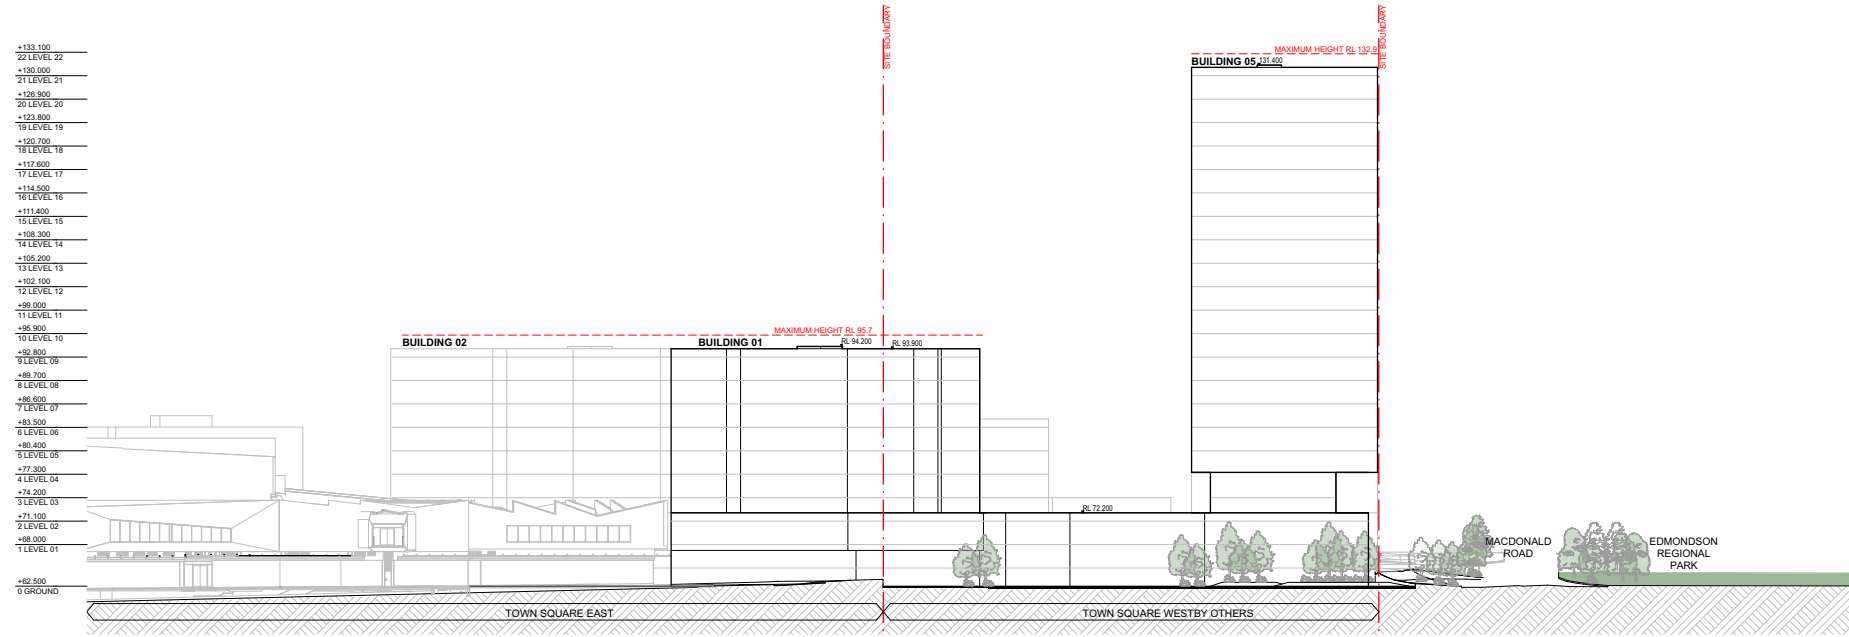 SITE BOUNDARY
SITE BOUNDARY
+133.100
22 LEVEL 22
+130.000
21 LEVEL 21
+126.900
20 LEVEL 20
+123.800
19 LEVEL 19
+120.700
18 LEVEL 18
+117.600
17 LEVEL 17
+114.500
16 LEVEL 16
+111.400
15 LEVEL 15
+108.300
14 LEVEL 14
+105.200
13 LEVEL 13
+102.100
12 LEVEL 12
+99.000
11 LEVEL 11
+95.900
10 LEVEL 10
+92.800
9 LEVEL 09
+89.700
8 LEVEL 08
+86.600
7 LEVEL 07
+83.500
6 LEVEL 06
+80.400
5 LEVEL 05
+77.300
4 LEVEL 04
+74.200
3 LEVEL 03
+71.100
2 LEVEL 02
+68.000
1 LEVEL 01
+62.500
0 GROUND
MAXIMUM HEIGHT RL 132.9
BUILDING 05
131.400
MAXIMUM HEIGHT RL 95.7
BUILDING 02
BUILDING 01
RL 94.200
RL 93.900
RL 72.200
MACDONALD
ROAD
EDMONDSON
REGIONAL
PARK
TOWN SQUARE EAST
TOWN SQUARE WESTBY OTHERS